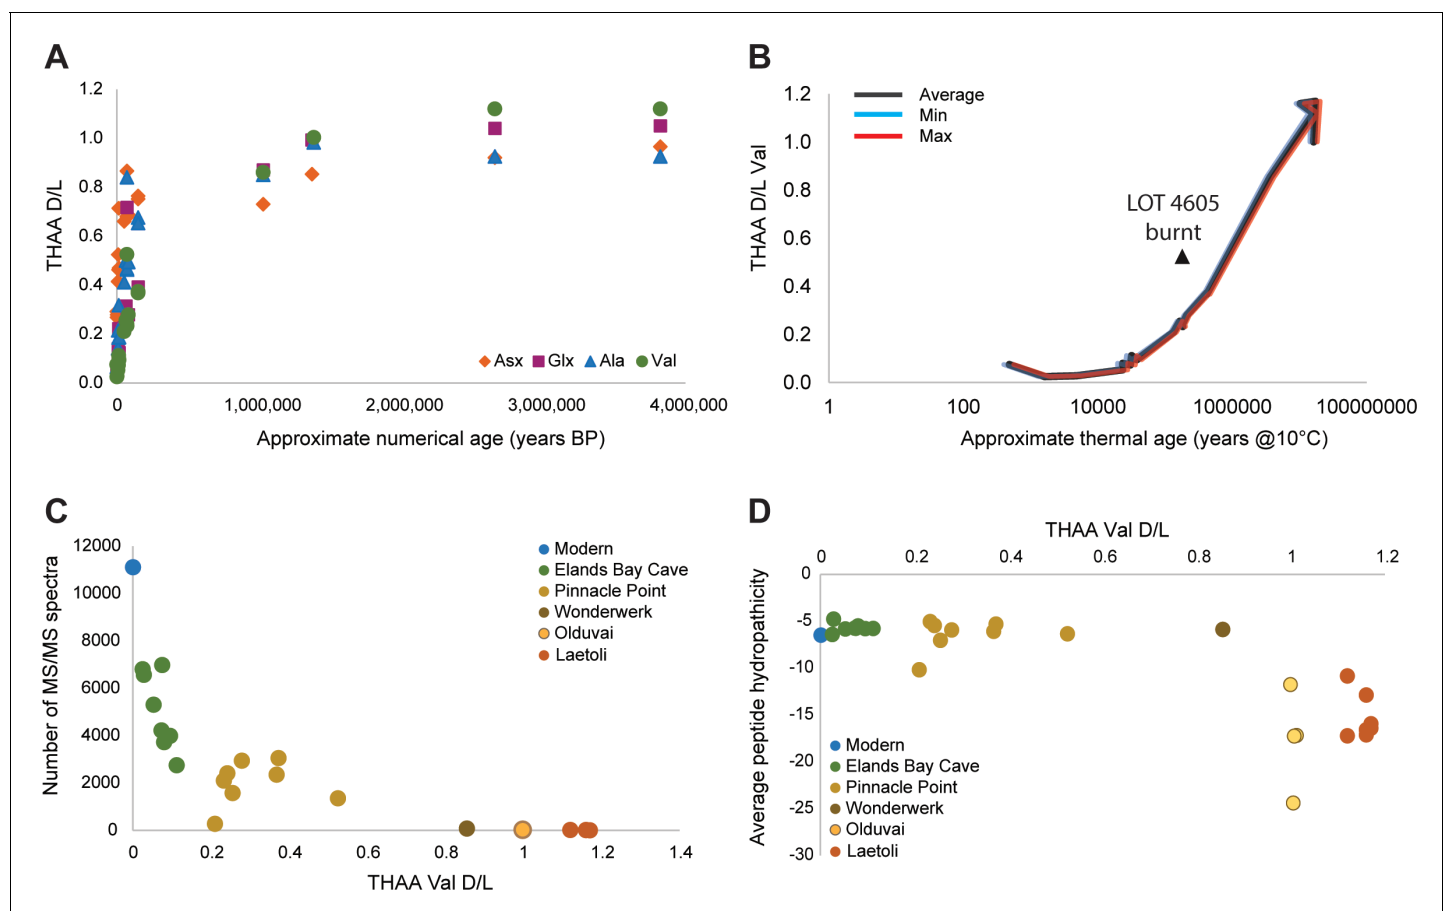 A
THAA D/L
1.2
1.0
0.8
0.6
0.4
0.2
0.0
Asx Glx Ala Val
0 1,000,000 2,000,000 3,000,000 4,000,000
Approximate numerical age (years BP)
B
THAA D/L Val
1.2
1.0
0.8
0.6
0.4
0.2
0.0
Average
Min
Max
LOT 4605
burnt
1 100 10000 1000000 100000000
Approximate thermal age (years @10°C)
C
Number of MS/MS spectra
12000
10000
8000
6000
4000
2000
0
Modern
Elands Bay Cave
Pinnacle Point
Wonderwerk
Olduvai
Laetoli
0 0.2 0.4 0.6 0.8 1 1.2 1.4
THAA Val D/L
D
THAA Val D/L
0 0.2 0.4 0.6 0.8 1 1.2
Average peptide hydropathicity
0
-5
-10
-15
-20
-25
-30
Modern
Elands Bay Cave
Pinnacle Point
Wonderwerk
Olduvai
Laetoli